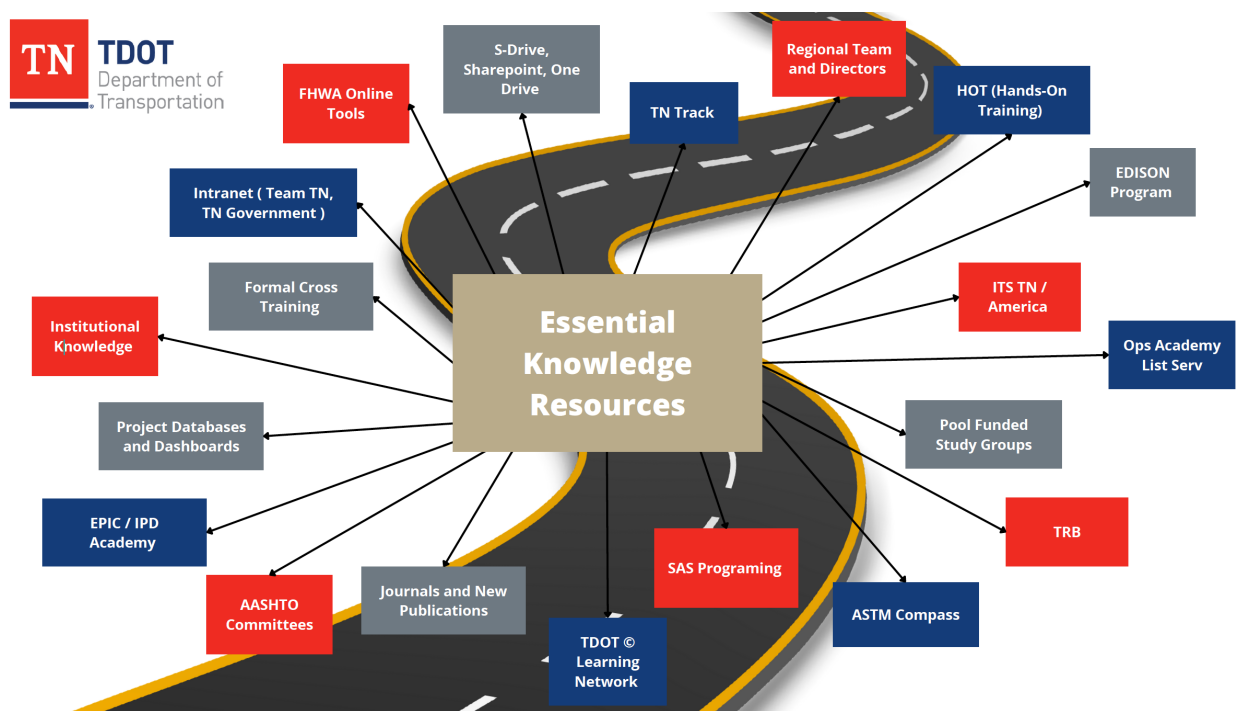 TN
TDOT
Department of
Transportation
FHWA Online
Tools
S-Drive,
Sharepoint, One
Drive
TN Track
Regional Team
and Directors
HOT (Hands-On
Training)
Intranet ( Team TN,
TN Government )
EDISON
Program
Formal Cross
Training
ITS TN /
America
Institutional
Knowledge
Essential
Knowledge
Resources
Ops Academy
List Serv
Project Databases
and Dashboards
Pool Funded
Study Groups
EPIC / IPD
Academy
TRB
AASHTO
Committees
Journals and New
Publications
SAS Programing
ASTM Compass
TDOT ©
Learning
Network